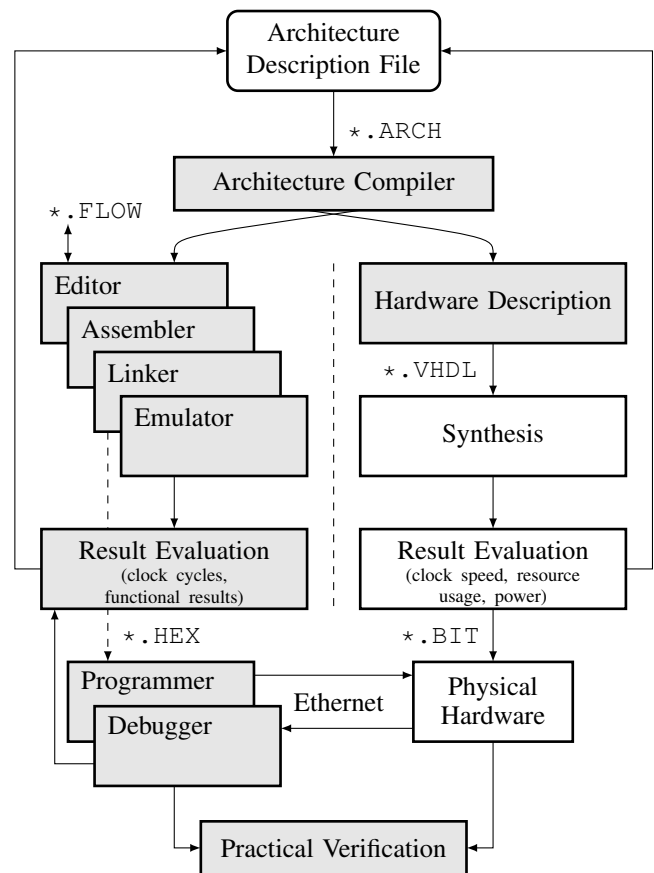 Architecture
Description File
*.ARCH
Architecture Compiler
*.FLOW
Editor
Assembler
Linker
Emulator
Hardware Description
*.VHDL
Synthesis
Result Evaluation
(clock cycles,
functional results)
Result Evaluation
(clock speed, resource
usage, power)
*.HEX
*.BIT
Programmer
Debugger
Ethernet
Physical
Hardware
Practical Verification